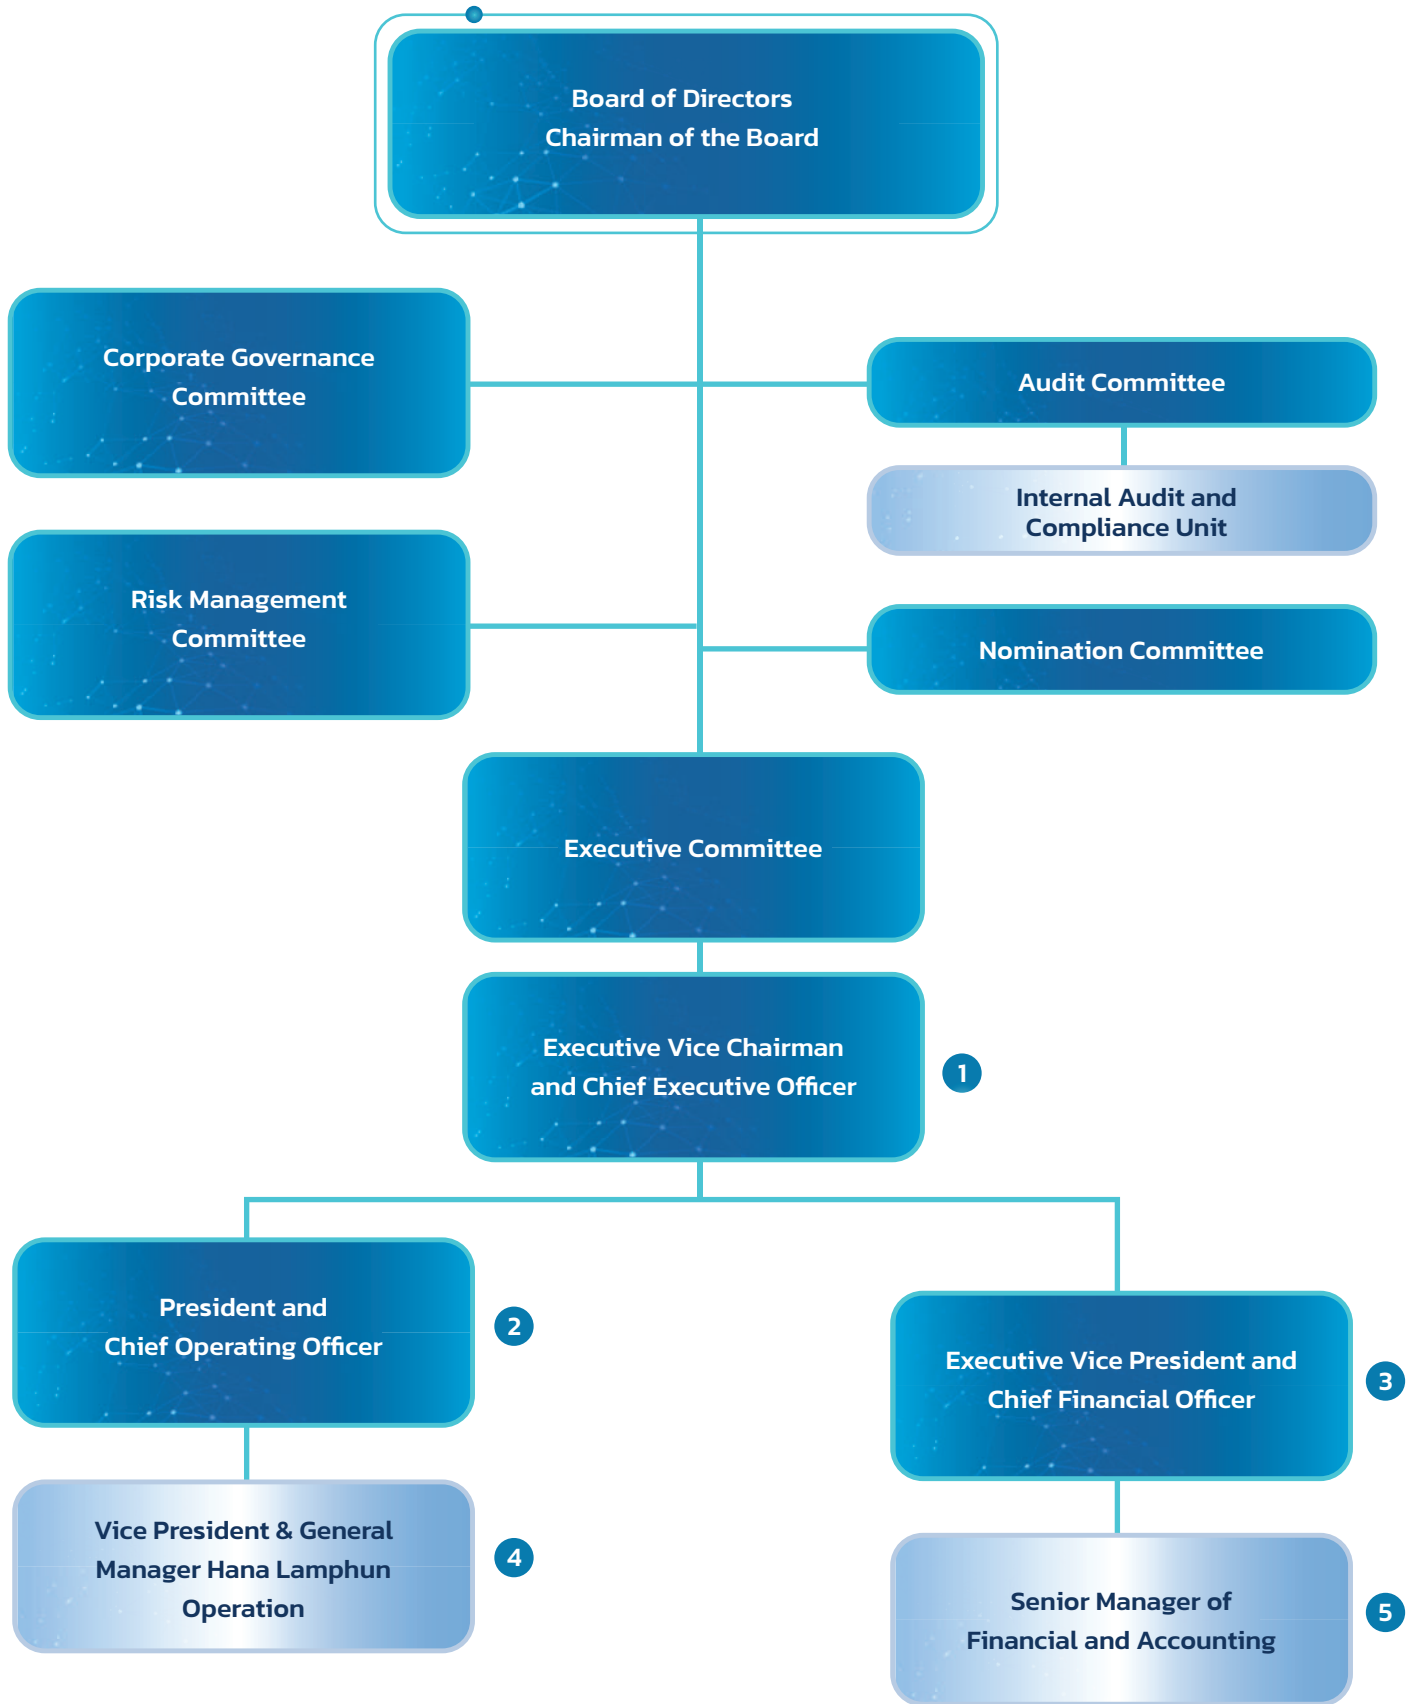 Board of Directors
Chairman of the Board
Corporate Governance
Committee
Audit Committee
Internal Audit and
Compliance Unit
Risk Management
Committee
Nomination Committee
Executive Committee
Executive Vice Chairman
and Chief Executive Officer
1
President and
Chief Operating Officer
2
Executive Vice President and
Chief Financial Officer
3
Vice President & General
Manager Hana Lamphun
Operation
4
Senior Manager of
Financial and Accounting
5